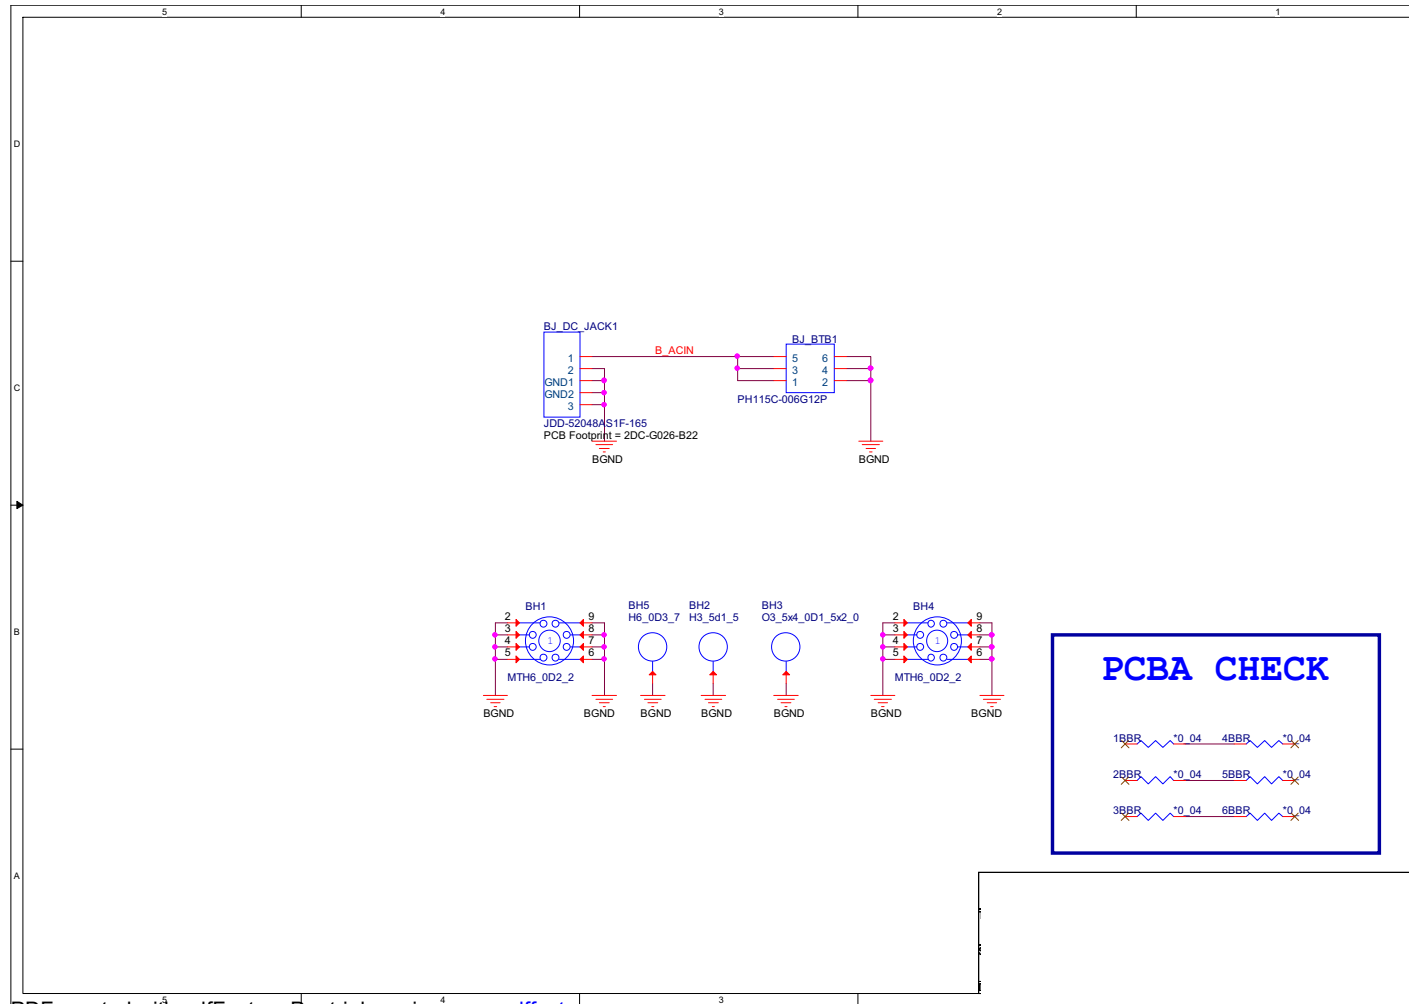 5 4 3 2 1
D
C
B
A
BJ_DC_JACK1
1
2
GND1
GND2
3
JDD-52048AS1F-165
PCB Footprint = 2DC-G026-B22
BGND
B_ACIN
BJ_BTB1
5 6
3 4
1 2
PH115C-006G12P
BGND
BH1
2 9
3 8
4 1 7
5 6
MTH6_0D2_2
BGND BGND
BH5
H6_0D3_7
BGND
BH2
H3_5d1_5
BGND
BH3
O3_5x4_0D1_5x2_0
BGND
BH4
2 9
3 8
4 1 7
5 6
MTH6_0D2_2
BGND BGND
PCBA CHECK
1BBR *0_04 4BBR *0_04
2BBR *0_04 5BBR *0_04
3BBR *0_04 6BBR *0_04
5 4 3